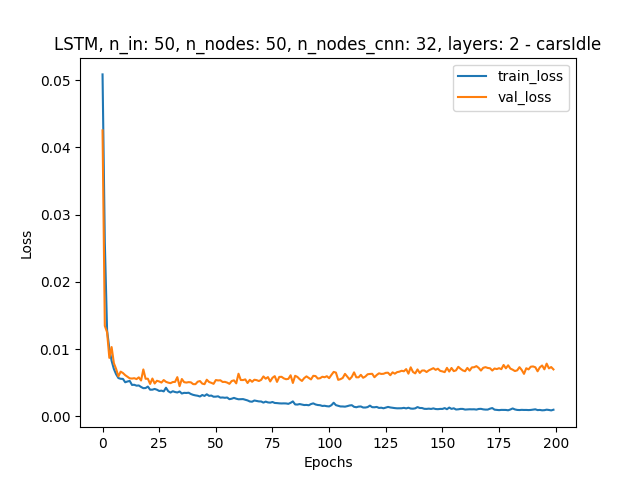 LSTM, n_in: 50, n_nodes: 50, n_nodes_cnn: 32, layers: 2 - carsIdle
train_loss
val_loss
0.05
0.04
0.03
0.02
0.01
0.00
Loss
0 25 50 75 100 125 150 175 200
Epochs